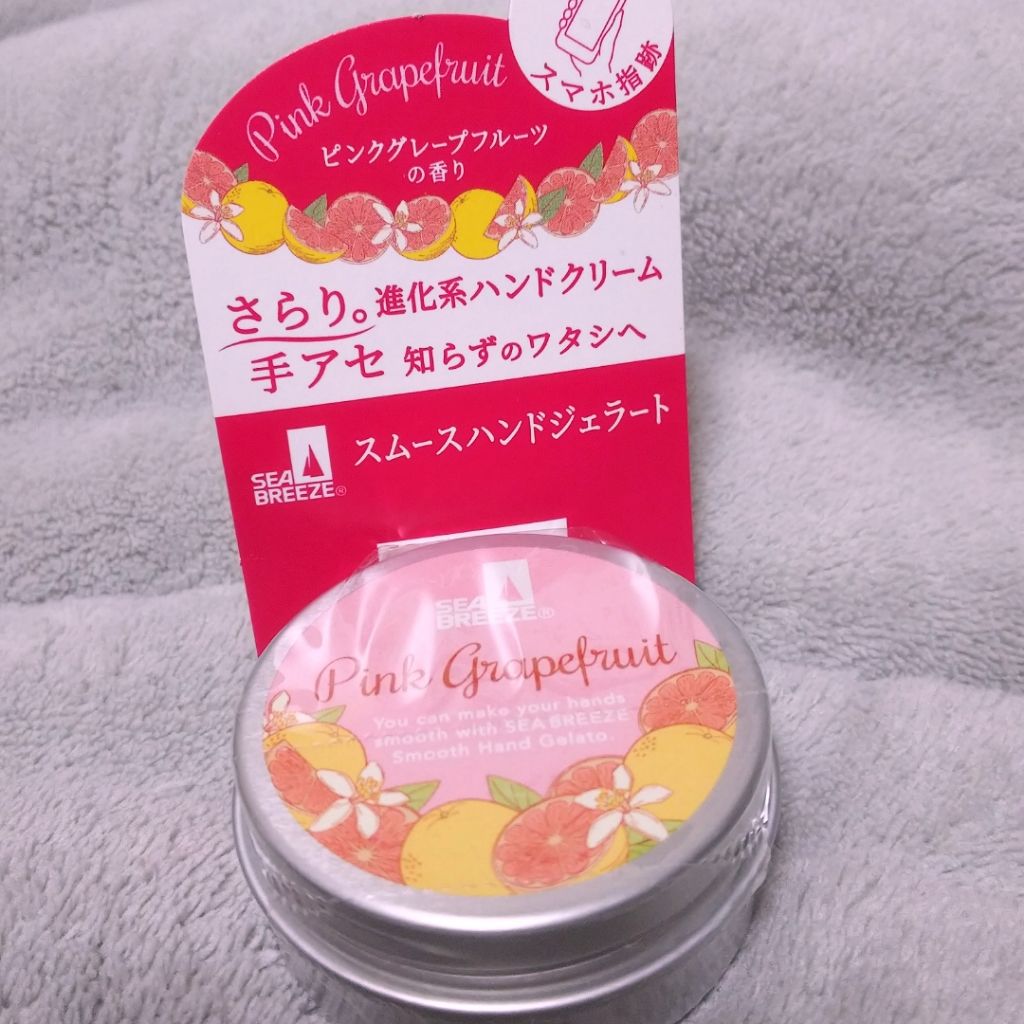 スマホ指跡
Pink Grapefruit
ピンクグレープフルーツ
の香り
さらり。進化系ハンドクリーム
手アセ 知らずのワタシへ
SEA
BREEZE®
スムースハンドジェラート
SEA
BREEZE®
Pink Grapefruit
You can make your hands
smooth with SEA BREEZE
Smooth Hand Gelato.